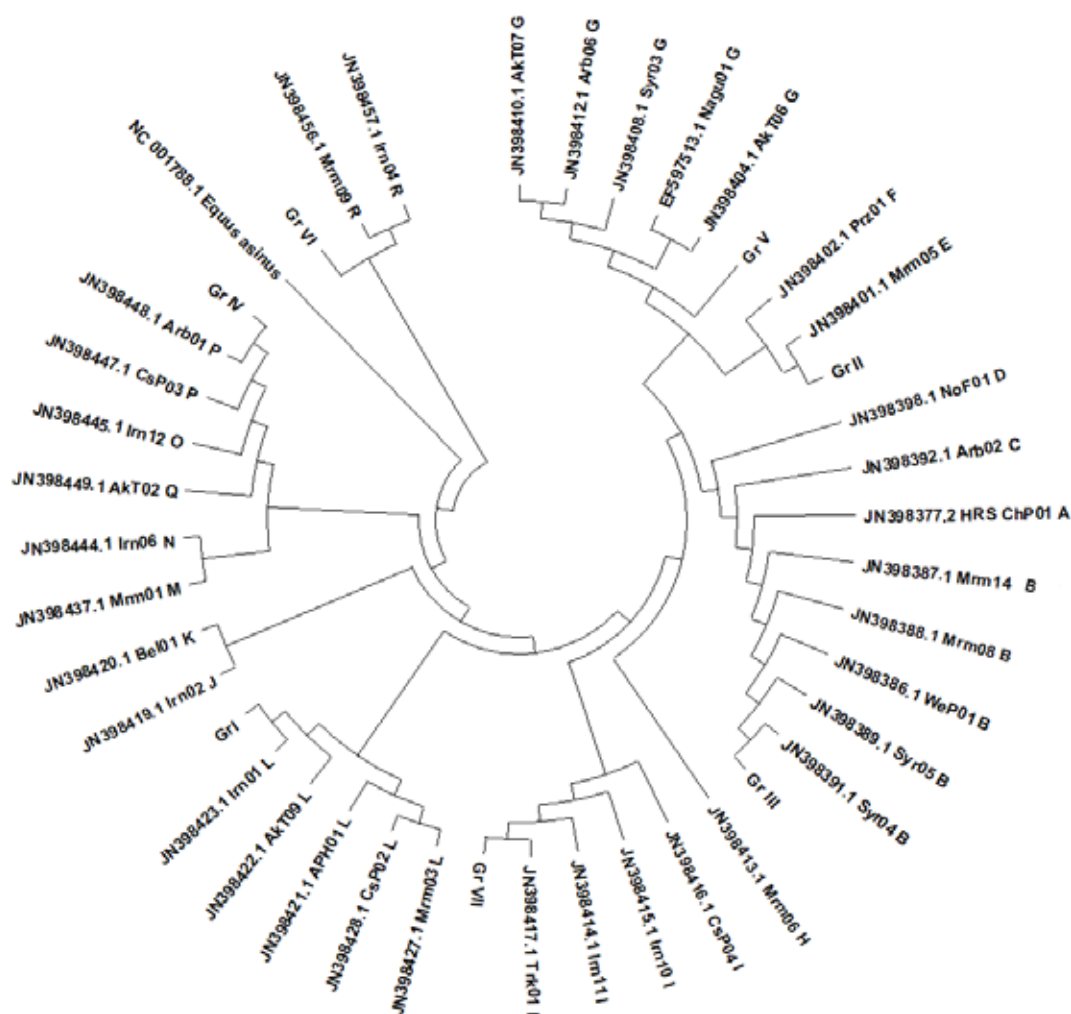 JN398410.1 AkT07 G
JN398412.1 Arb06 G
JN398408.1 Syr03 G
EF597513.1 Nagu01 G
JN398404.1 AkT06 G
Gr V
JN398402.1 Prz01 F
JN398401.1 Mrm05 E
Gr II
JN398398.1 NoF01 D
JN398392.1 Arb02 C
JN398377,2 HRS ChP01 A
JN398387.1 Mrm14 B
JN398388.1 Mrm08 B
JN398386.1 WeP01 B
JN398389.1 Syr05 B
JN398391.1 Syr04 B
Gr III
JN398413.1 Mrm06 H
JN398416.1 CsP04 I
JN398415.1 Irn10 I
JN398414.1 Irn11 I
JN398417.1 Trk01
Gr VII
JN398427.1 Mrm03 L
JN398428.1 CsP02 L
JN398421.1 APH01 L
JN398422.1 AkT09 L
JN398423.1 Irn01 L
Gr I
JN398419.1 Irn02 J
JN398420.1 Bel01 K
JN398437.1 Mrm01 M
JN398444.1 Irn06 N
JN398449.1 AkT02 Q
JN398445.1 Irn12 O
JN398447.1 CsP03 P
JN398448.1 Arb01 P
Gr IV
NC 001788.1 Equus asinus
Gr VI
JN398456.1 Mrm09 R
JN398457.1 Irn04 R